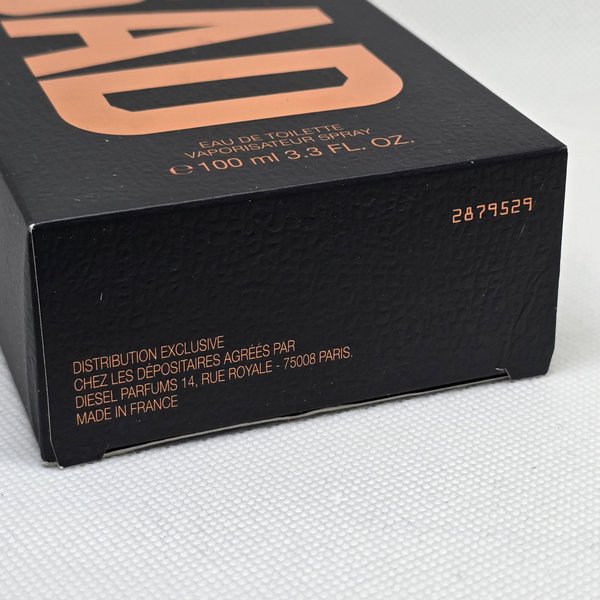 BAD
EAU DE TOILETTE
VAPORISATEUR SPRAY
℮100 ml 3.3 FL. OZ.
2879529
DISTRIBUTION EXCLUSIVE
CHEZ LES DÉPOSITAIRES AGRÉÉS PAR
DIESEL PARFUMS 14, RUE ROYALE - 75008 PARIS.
MADE IN FRANCE